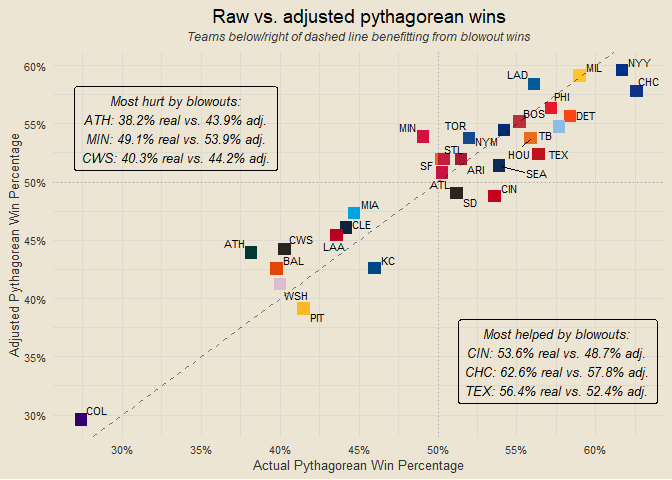 Raw vs. adjusted pythagorean wins
Teams below/right of dashed line benefitting from blowout wins
Adjusted Pythagorean Win Percentage
60%
55%
50%
45%
40%
35%
30%
Most hurt by blowouts:
ATH: 38.2% real vs. 43.9% adj.
MIN: 49.1% real vs. 53.9% adj.
CWS: 40.3% real vs. 44.2% adj.
NYY
MIL
LAD
CHC
PHI
BOS
DET
MIN
TOR
NYM
TB
STL
HOU
TEX
SF
ARI
SEA
ATL
CIN
SD
MIA
CLE
ATH
CWS
LAA
BAL
KC
WSH
PIT
COL
Most helped by blowouts:
CIN: 53.6% real vs. 48.7% adj.
CHC: 62.6% real vs. 57.8% adj.
TEX: 56.4% real vs. 52.4% adj.
30%
35%
40%
45%
50%
55%
60%
Actual Pythagorean Win Percentage